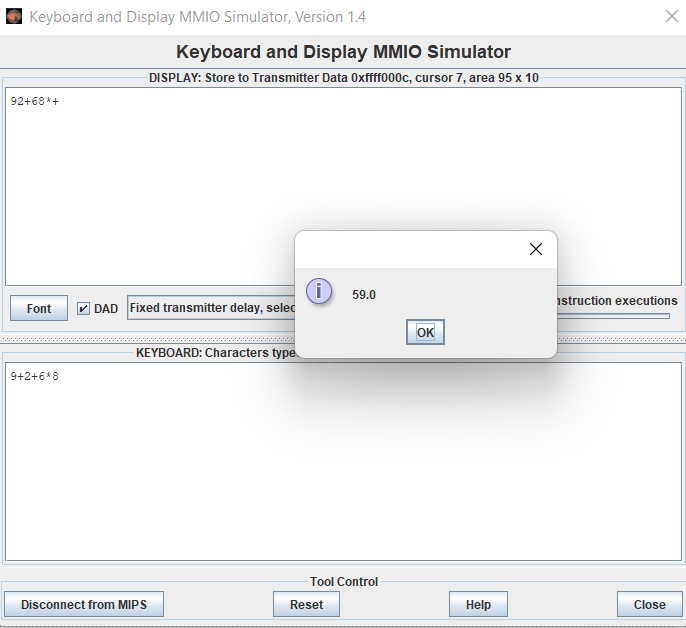 Keyboard and Display MMIO Simulator, Version 1.4
Keyboard and Display MMIO Simulator
DISPLAY: Store to Transmitter Data 0xffff000c, cursor 7, area 95 x 10
92+68*+
59.0
OK
Font
DAD
Fixed transmitter delay, selec
nstruction executions
KEYBOARD: Characters type
9+2+6*8
Tool Control
Disconnect from MIPS
Reset
Help
Close